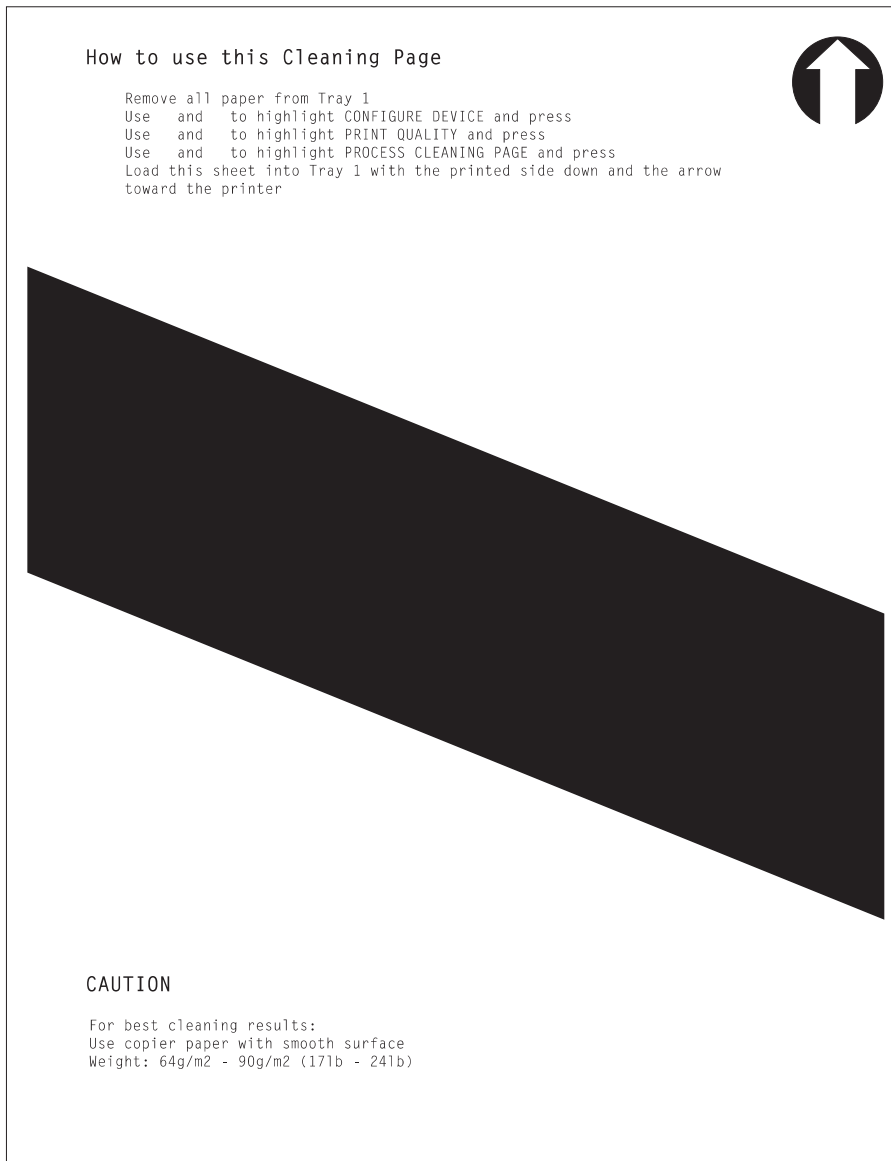 How to use this Cleaning Page
Remove all paper from Tray 1
Use and to highlight CONFIGURE DEVICE and press
Use and to highlight PRINT QUALITY and press
Use and to highlight PROCESS CLEANING PAGE and press
Load this sheet into Tray 1 with the printed side down and the arrow
toward the printer
CAUTION
For best cleaning results:
Use copier paper with smooth surface
Weight: 64g/m2 - 90g/m2 (17lb - 24lb)